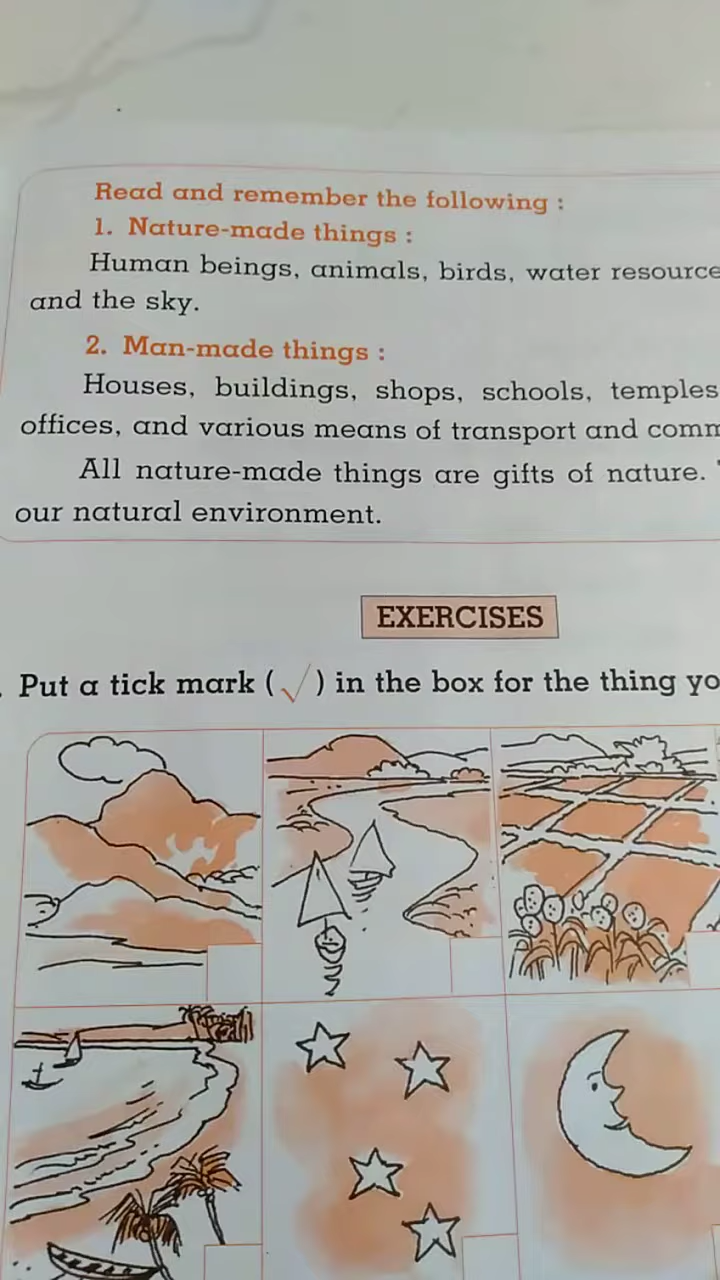 Read and remember the following :
1. Nature-made things :
Human beings, animals, birds, water resource
and the sky.
2. Man-made things :
Houses, buildings, shops, schools, temples
offices, and various means of transport and comm
All nature-made things are gifts of nature.
our natural environment.
EXERCISES
Put a tick mark ( ✓ ) in the box for the thing yo